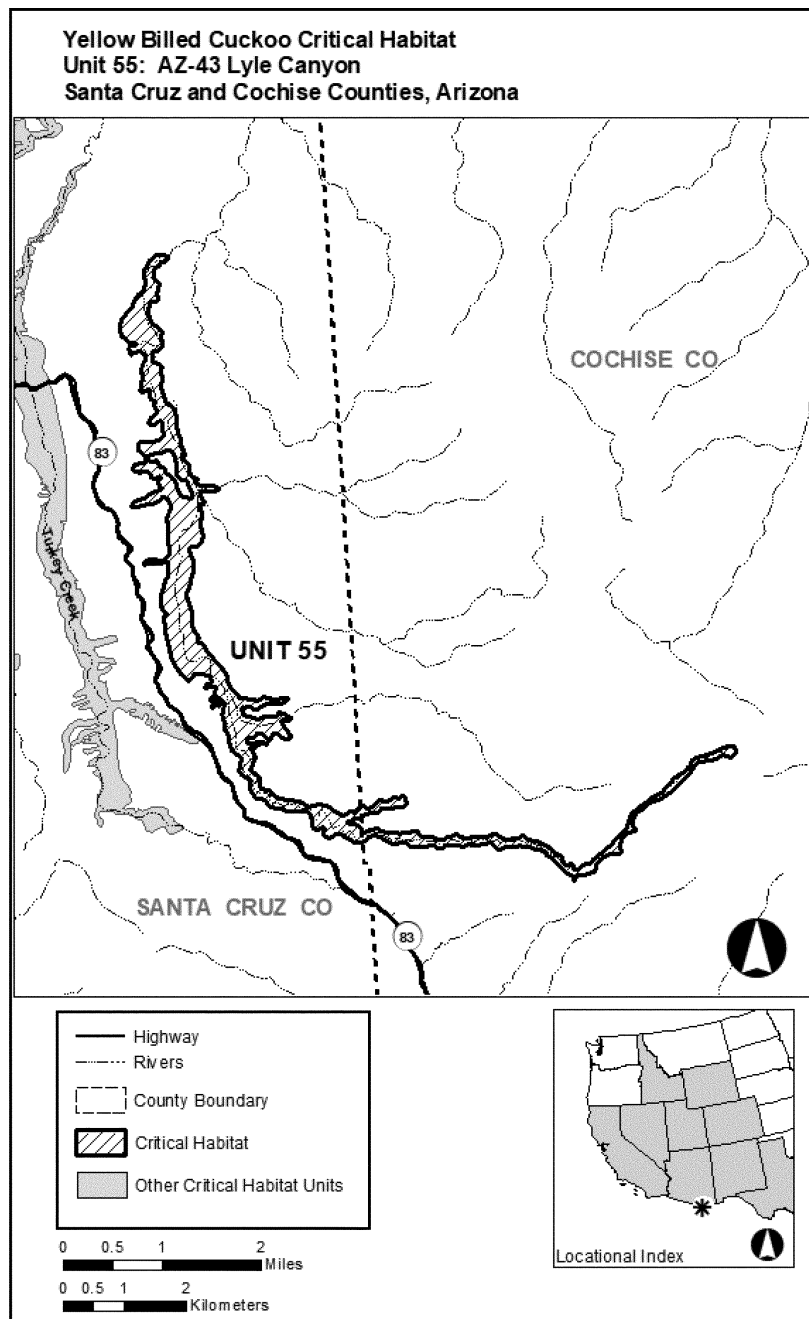 Yellow Billed Cuckoo Critical Habitat
Unit 55: AZ-43 Lyle Canyon
Santa Cruz and Cochise Counties, Arizona
COCHISE CO
83
Turkey Creek
UNIT 55
SANTA CRUZ CO
83
Highway
Rivers
County Boundary
Critical Habitat
Other Critical Habitat Units
0 0.5 1 2
Miles
0 0.5 1 2
Kilometers
Locational Index